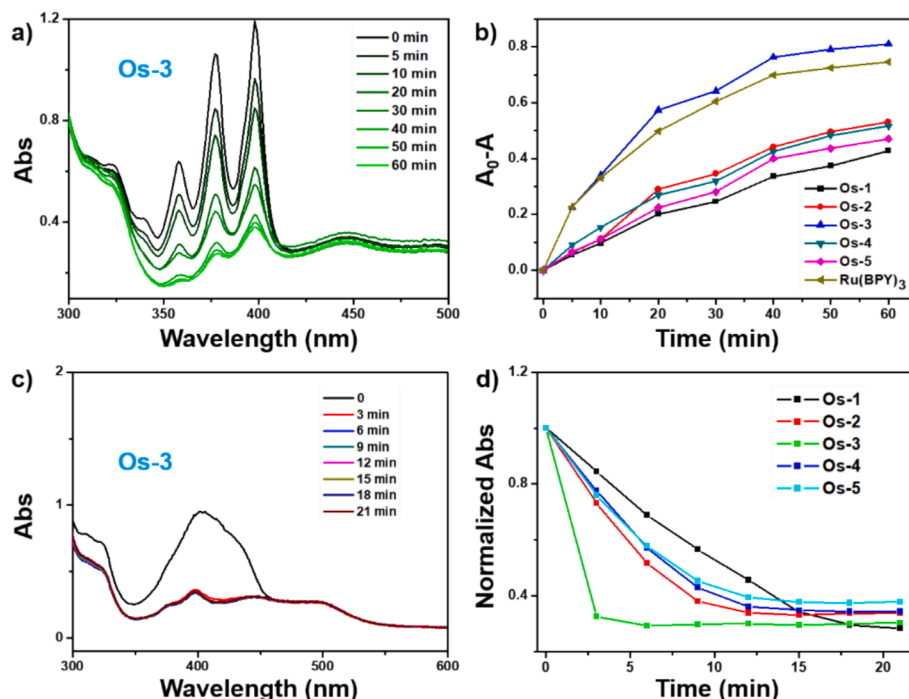 a)
Os-3
0 min
5 min
10 min
20 min
30 min
40 min
50 min
60 min
1.2
0.8
0.4
Abs
300 350 400 450 500
Wavelength (nm)
b)
0.8
0.6
0.4
0.2
0.0
A0-A
Os-1
Os-2
Os-3
Os-4
Os-5
Ru(BPY)3
0 10 20 30 40 50 60
Time (min)
c)
Os-3
0
3 min
6 min
9 min
12 min
15 min
18 min
21 min
2
1
0
Abs
300 400 500 600
Wavelength (nm)
d)
1.2
0.8
0.4
Normalized Abs
Os-1
Os-2
Os-3
Os-4
Os-5
0 5 10 15 20
Time (min)